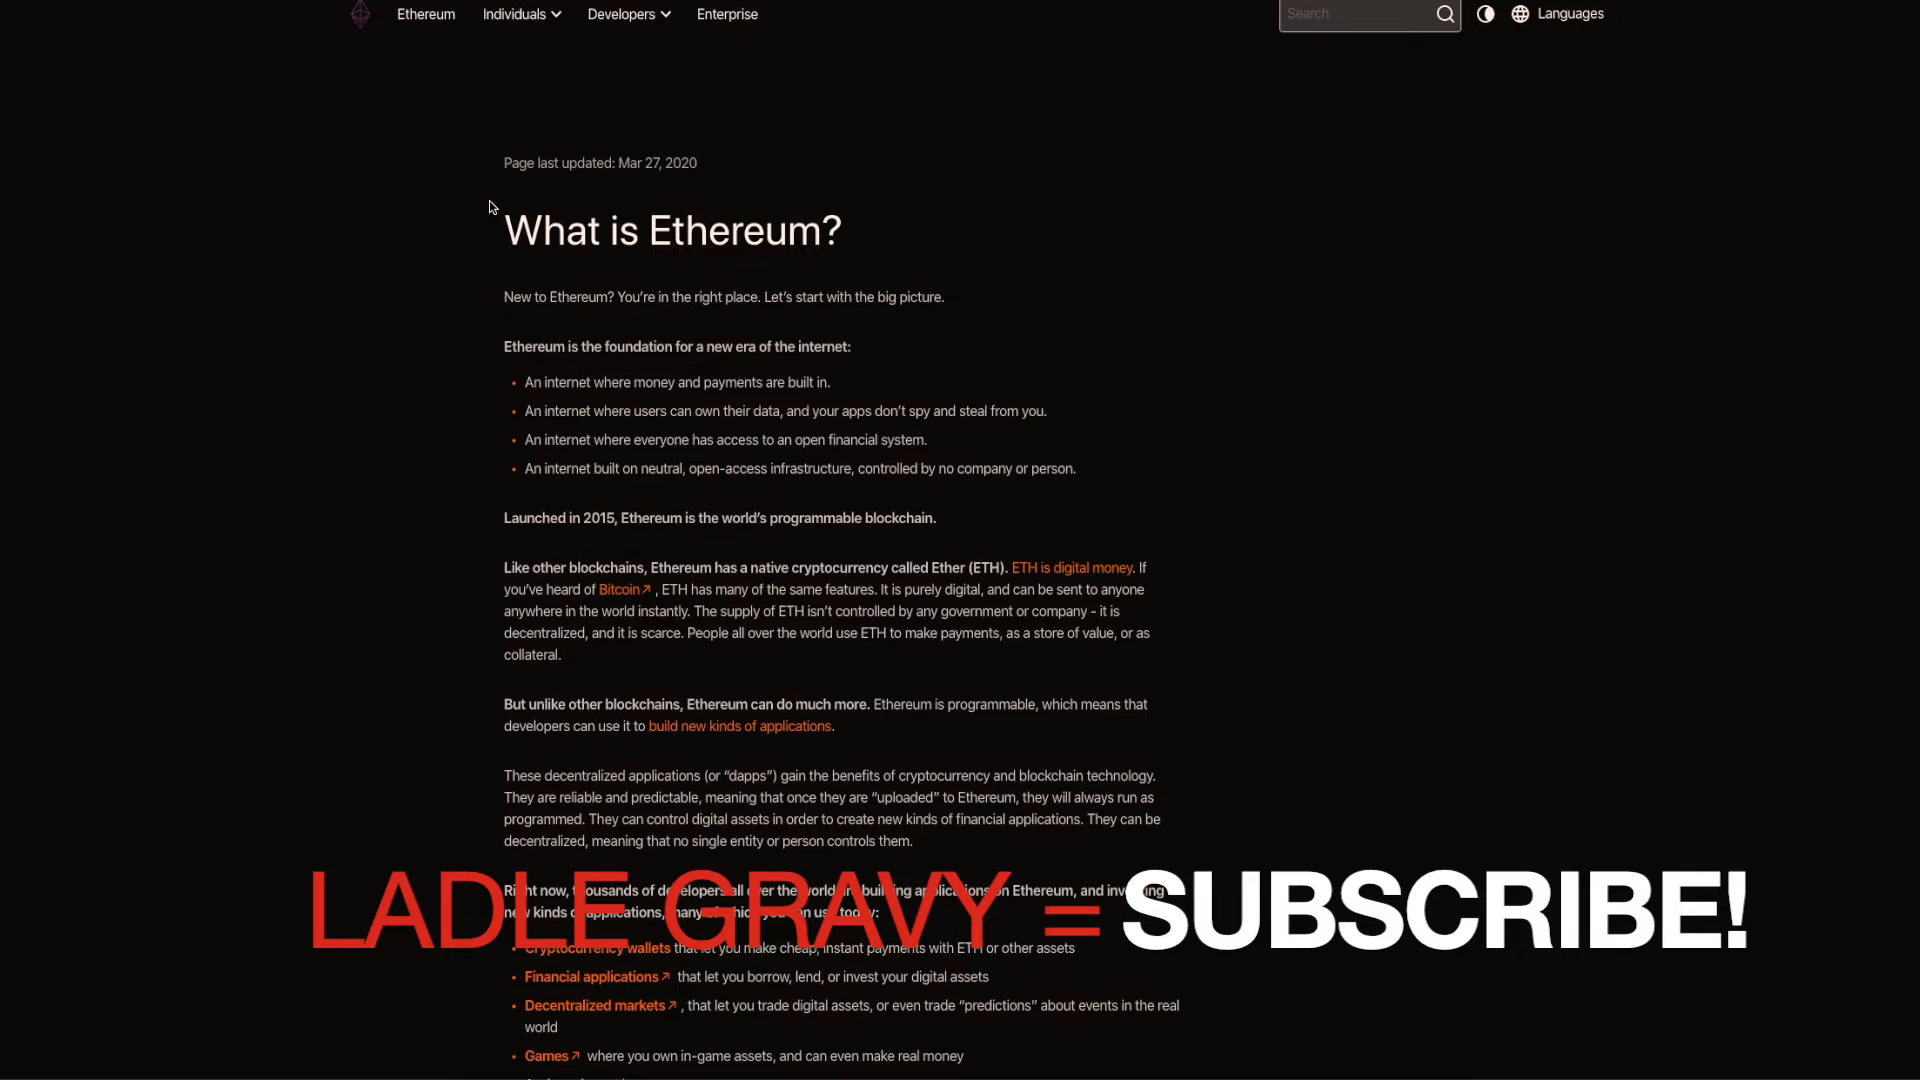 Ethereum Individuals Developers Enterprise Search Languages
Page last updated: Mar 27, 2020
What is Ethereum?
New to Ethereum? You’re in the right place. Let’s start with the big picture.
Ethereum is the foundation for a new era of the internet:
• An internet where money and payments are built in.
• An internet where users can own their data, and your apps don’t spy and steal from you.
• An internet where everyone has access to an open financial system.
• An internet built on neutral, open-access infrastructure, controlled by no company or person.
Launched in 2015, Ethereum is the world’s programmable blockchain.
Like other blockchains, Ethereum has a native cryptocurrency called Ether (ETH). ETH is digital money. If
you’ve heard of Bitcoin↗ , ETH has many of the same features. It is purely digital, and can be sent to anyone
anywhere in the world instantly. The supply of ETH isn’t controlled by any government or company - it is
decentralized, and it is scarce. People all over the world use ETH to make payments, as a store of value, or as
collateral.
But unlike other blockchains, Ethereum can do much more. Ethereum is programmable, which means that
developers can use it to build new kinds of applications.
These decentralized applications (or “dapps”) gain the benefits of cryptocurrency and blockchain technology.
They are reliable and predictable, meaning that once they are “uploaded” to Ethereum, they will always run as
programmed. They can control digital assets in order to create new kinds of financial applications. They can be
decentralized, meaning that no single entity or person controls them.
Right now, thousands of developers all over the world are building applications on Ethereum, and inventing
new kinds of applications, many of which you can use today:
LADLE GRAVY = SUBSCRIBE!
• Cryptocurrency wallets that let you make cheap, instant payments with ETH or other assets
• Financial applications↗ that let you borrow, lend, or invest your digital assets
• Decentralized markets↗ , that let you trade digital assets, or even trade “predictions” about events in the real
world
• Games↗ where you own in-game assets, and can even make real money